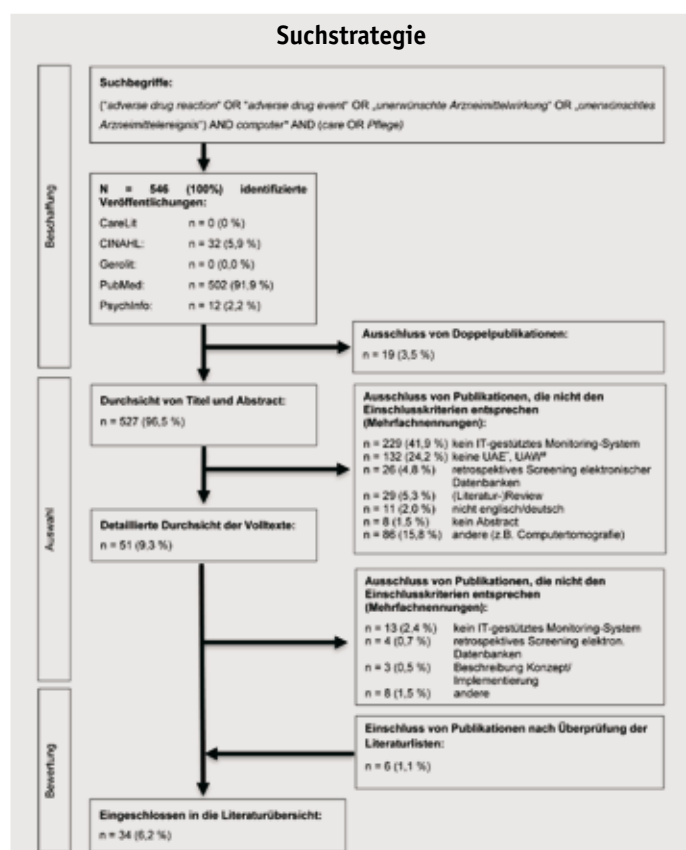 Suchstrategie
Beschaffung
Suchbegriffe:
("adverse drug reaction" OR "adverse drug event" OR „unerwünschte Arzneimittelwirkung" OR „unerwünschtes
Arzneimittelereignis") AND computer* AND (care OR Pflege)
N = 546 (100%) identifizierte
Veröffentlichungen:
CareLit n = 0 (0 %)
CINAHL: n = 32 (5,9 %)
Gerolit: n = 0 (0,0 %)
PubMed: n = 502 (91,9 %)
PsychInfo: n = 12 (2,2 %)
Ausschluss von Doppelpublikationen:
n = 19 (3,5 %)
Auswahl
Durchsicht von Titel und Abstract:
n = 527 (96,5 %)
Ausschluss von Publikationen, die nicht den
Einschlusskriterien entsprechen
(Mehrfachnennungen):
n = 229 (41,9 %) kein IT-gestütztes Monitoring-System
n = 132 (24,2 %) keine UAE, UAW
n = 26 (4,8 %) retrospektives Screening elektronischer
Datenbanken
n = 29 (5,3 %) (Literatur-)Review
n = 11 (2,0 %) nicht englisch/deutsch
n = 8 (1,5 %) kein Abstract
n = 86 (15,8 %) andere (z.B. Computertomografie)
Detaillierte Durchsicht der Volltexte:
n = 51 (9,3 %)
Ausschluss von Publikationen, die nicht den
Einschlusskriterien entsprechen
(Mehrfachnennungen):
n = 13 (2,4 %) kein IT-gestütztes Monitoring-System
n = 4 (0,7 %) retrospektives Screening elektron.
Datenbanken
n = 3 (0,5 %) Beschreibung Konzept/
Implementierung
n = 8 (1,5 %) andere
Bewertung
Einschluss von Publikationen nach Überprüfung der
Literaturlisten:
n = 6 (1,1 %)
Eingeschlossen in die Literaturübersicht:
n = 34 (6,2 %)